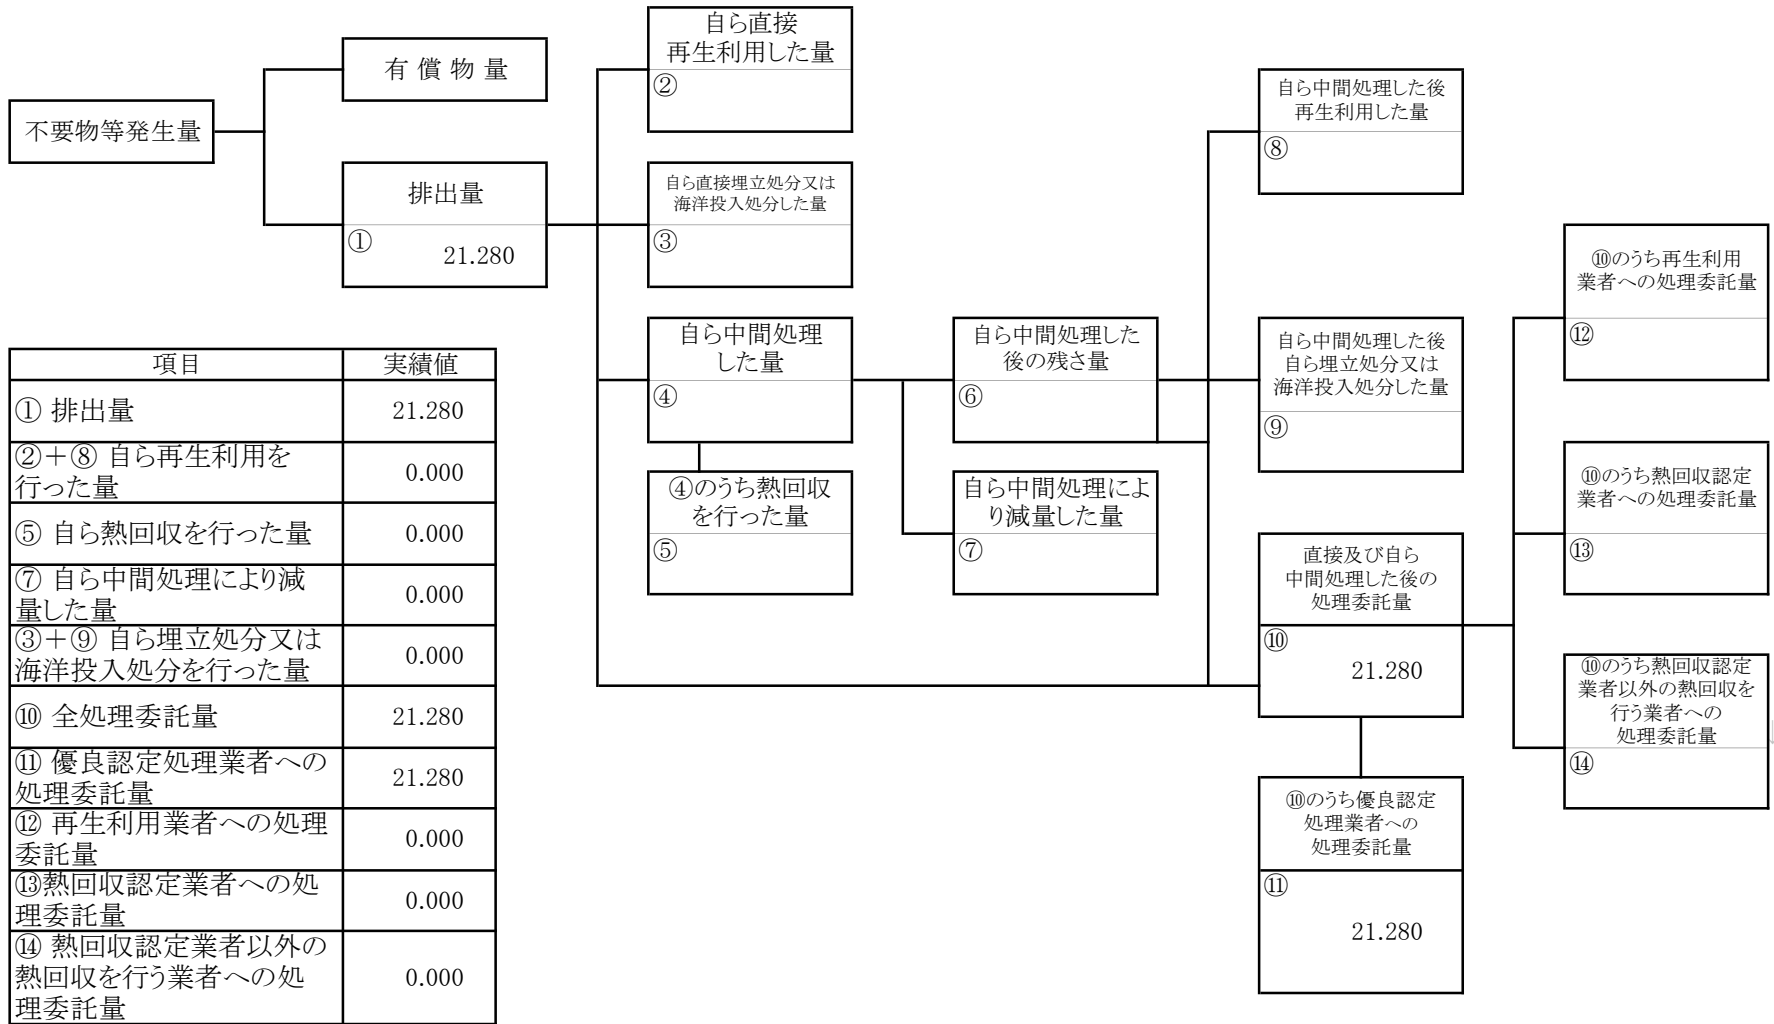 不要物等発生量
有 償 物 量
排出量
①
21.280
自ら直接
再生利用した量
②
自ら直接埋立処分又は
海洋投入処分した量
③
自ら中間処理
した量
④
④のうち熱回収
を行った量
⑤
自ら中間処理した
後の残さ量
⑥
自ら中間処理によ
り減量した量
⑦
自ら中間処理した後
再生利用した量
⑧
自ら中間処理した後
自ら埋立処分又は
海洋投入処分した量
⑨
直接及び自ら
中間処理した後の
処理委託量
⑩
21.280
⑩のうち優良認定
処理業者への
処理委託量
⑪
21.280
⑩のうち再生利用
業者への処理委託量
⑫
⑩のうち熱回収認定
業者への処理委託量
⑬
⑩のうち熱回収認定
業者以外の熱回収を
行う業者への
処理委託量
⑭
項目 実績値
① 排出量 21.280
②＋⑧ 自ら再生利用を
行った量 0.000
⑤ 自ら熱回収を行った量 0.000
⑦ 自ら中間処理により減
量した量 0.000
③＋⑨ 自ら埋立処分又は
海洋投入処分を行った量 0.000
⑩ 全処理委託量 21.280
⑪ 優良認定処理業者への
処理委託量 21.280
⑫ 再生利用業者への処理
委託量 0.000
⑬熱回収認定業者への処
理委託量 0.000
⑭ 熱回収認定業者以外の
熱回収を行う業者への処
理委託量 0.000